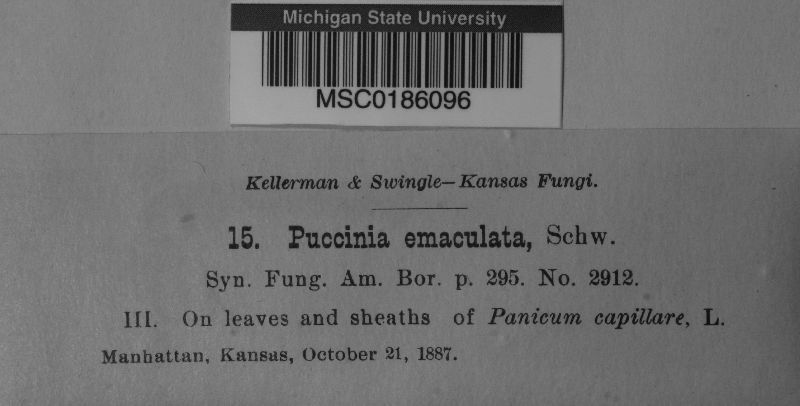 Michigan State University
MSC0186096
Kellerman & Swingle—Kansas Fungi.
15. Puccinia emaculata, Schw.
Syn. Fung. Am. Bor. p. 295. No. 2912.
III. On leaves and sheaths of Panicum capillare, L.
Manhattan, Kansas, October 21, 1887.